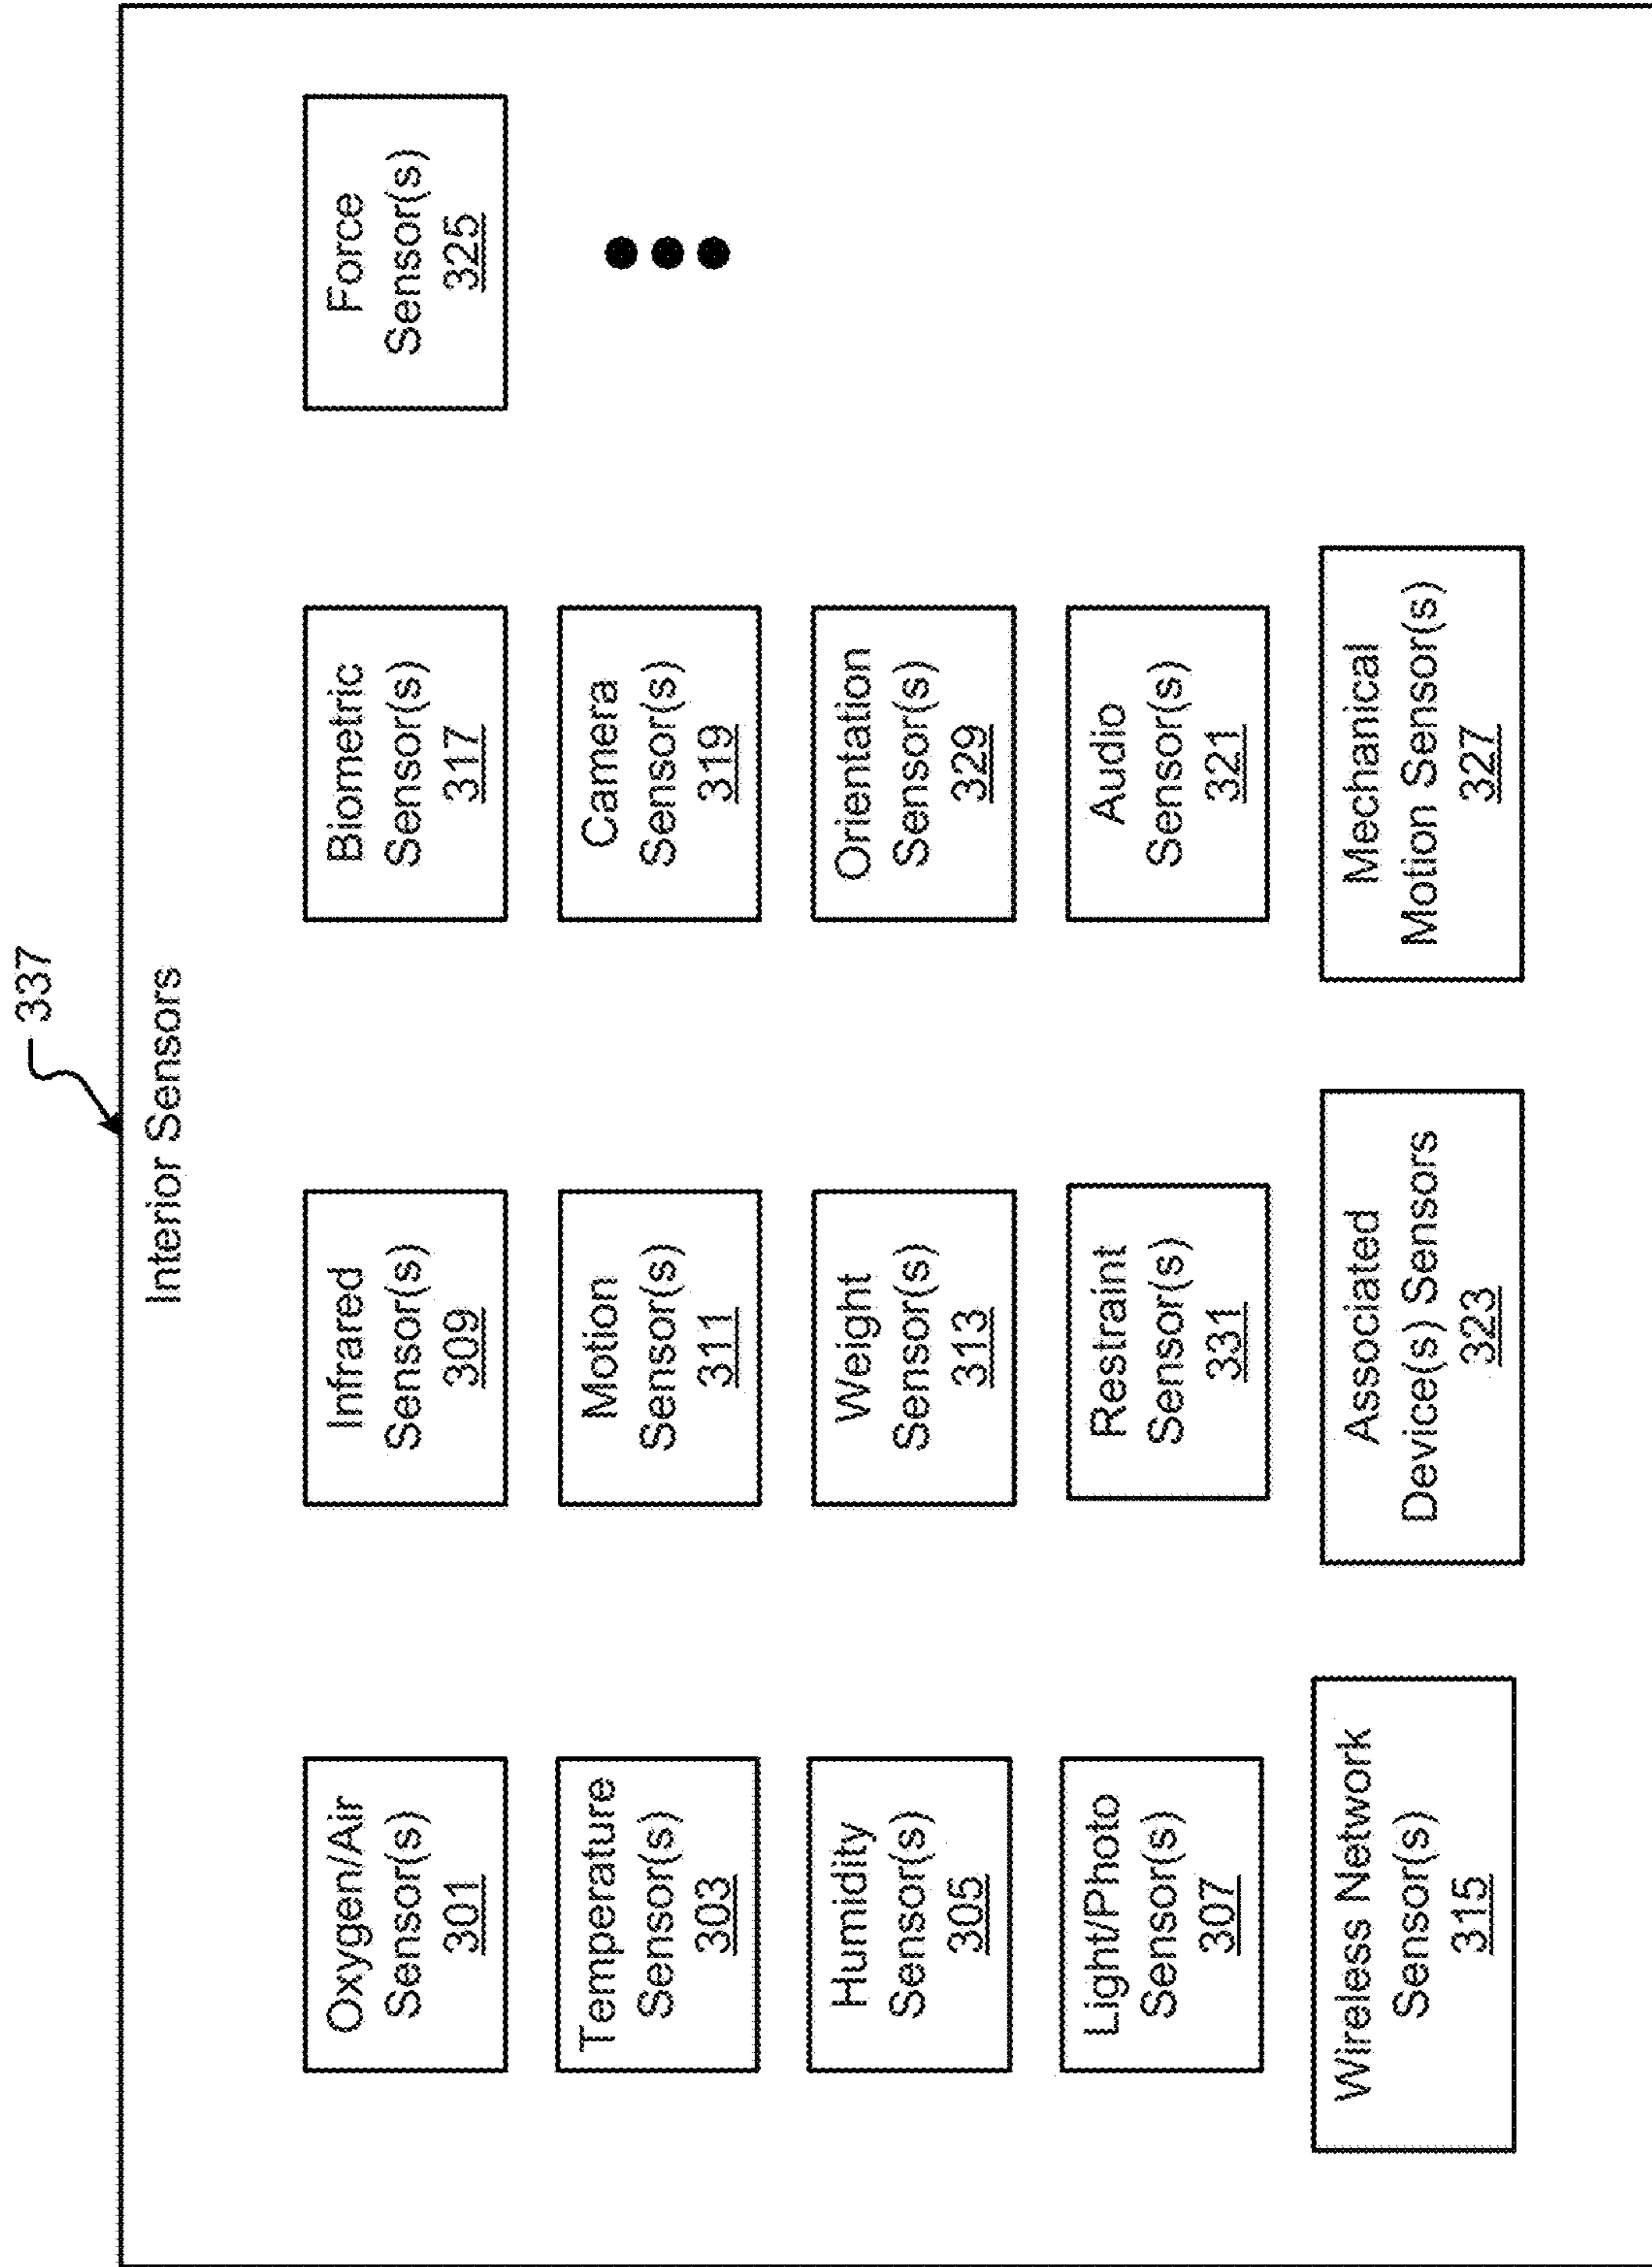 337
Interior Sensors
Oxygen/Air
Sensor(s)
301
Temperature
Sensor(s)
303
Humidity
Sensor(s)
305
Light/Photo
Sensor(s)
307
Wireless Network
Sensor(s)
315
Infrared
Sensor(s)
309
Motion
Sensor(s)
311
Weight
Sensor(s)
313
Restraint
Sensor(s)
331
Associated
Device(s) Sensors
323
Biometric
Sensor(s)
317
Camera
Sensor(s)
319
Orientation
Sensor(s)
329
Audio
Sensor(s)
321
Mechanical
Motion Sensor(s)
327
Force
Sensor(s)
325